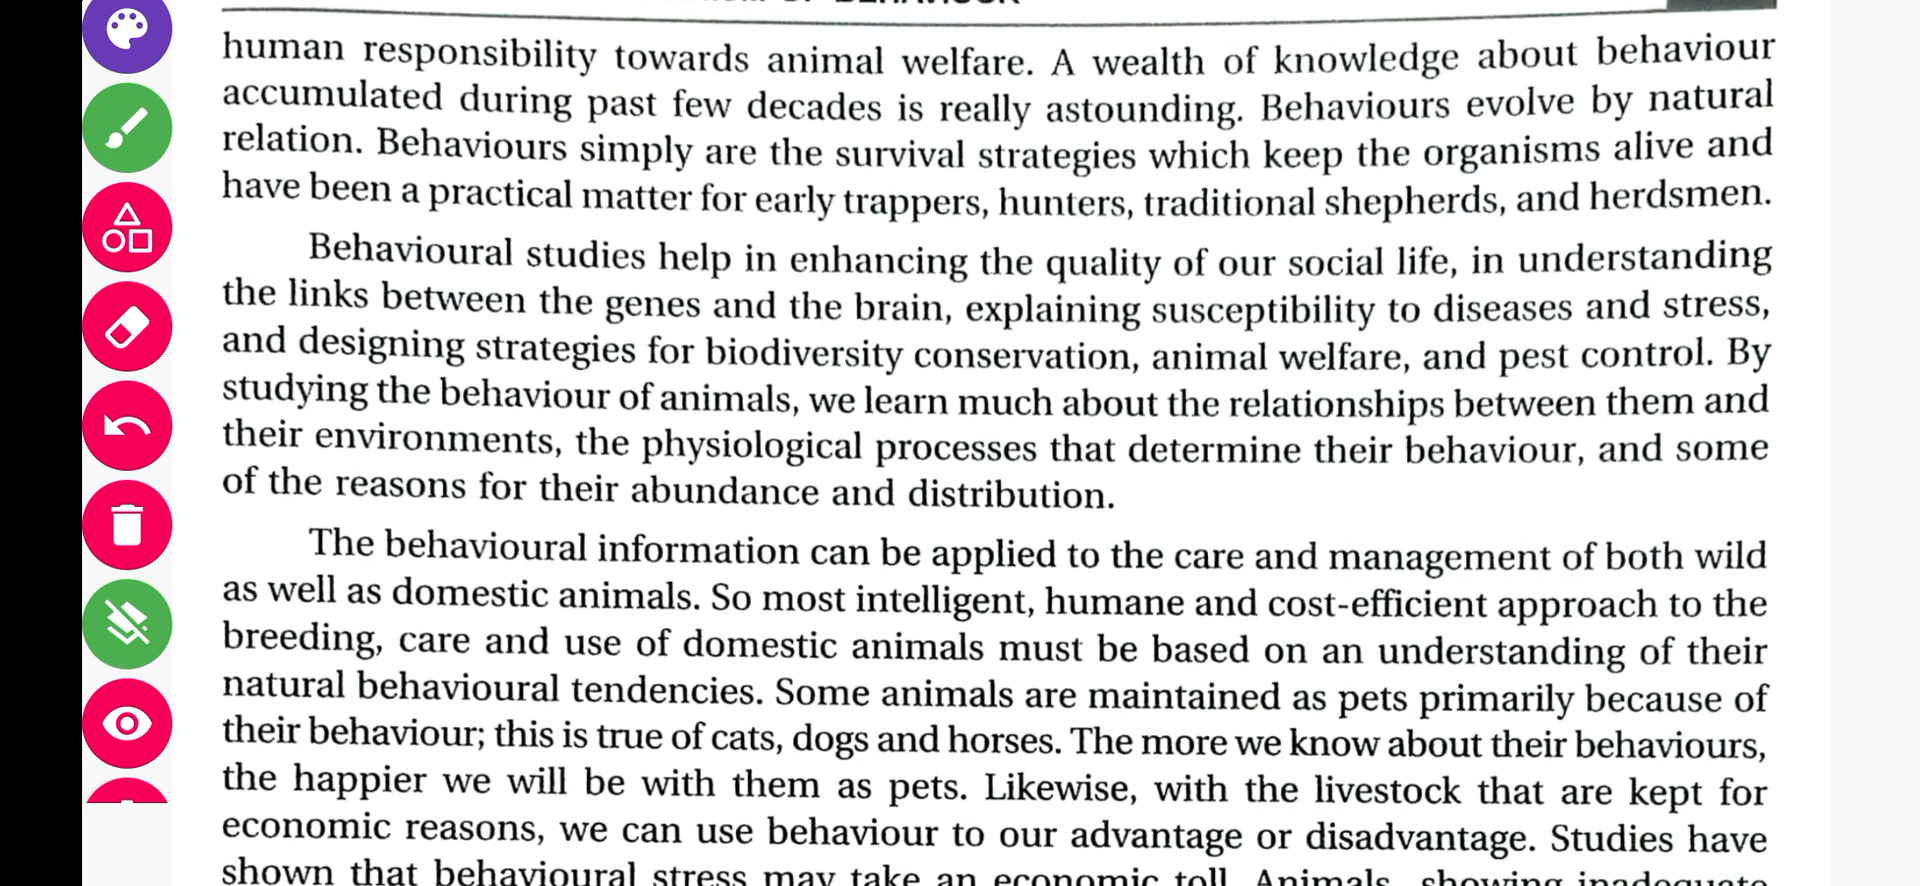 human responsibility towards animal welfare. A wealth of knowledge about behaviour
accumulated during past few decades is really astounding. Behaviours evolve by natural
relation. Behaviours simply are the survival strategies which keep the organisms alive and
have been a practical matter for early trappers, hunters, traditional shepherds, and herdsmen.
Behavioural studies help in enhancing the quality of our social life, in understanding
the links between the genes and the brain, explaining susceptibility to diseases and stress,
and designing strategies for biodiversity conservation, animal welfare, and pest control. By
studying the behaviour of animals, we learn much about the relationships between them and
their environments, the physiological processes that determine their behaviour, and some
of the reasons for their abundance and distribution.
The behavioural information can be applied to the care and management of both wild
as well as domestic animals. So most intelligent, humane and cost-efficient approach to the
breeding, care and use of domestic animals must be based on an understanding of their
natural behavioural tendencies. Some animals are maintained as pets primarily because of
their behaviour; this is true of cats, dogs and horses. The more we know about their behaviours,
the happier we will be with them as pets. Likewise, with the livestock that are kept for
economic reasons, we can use behaviour to our advantage or disadvantage. Studies have
shown that behavioural stress may take an economic toll. Animals, showing inadequate